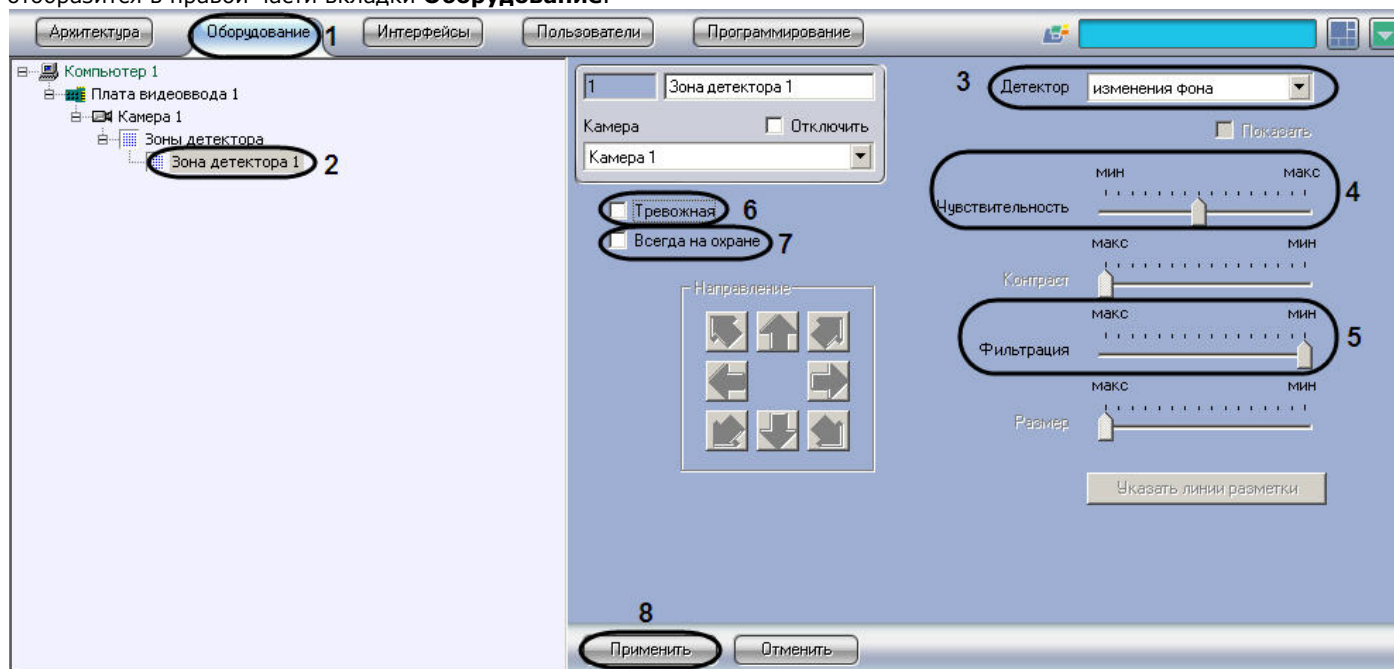 отобразится в правой части вкладки Оборудование.
Архитектура Оборудование 1 Интерфейсы Пользователи Программирование
Компьютер 1
Плата видеоввода 1
Камера 1
Зоны детектора
Зона детектора 1 2
1 Зона детектора 1
Камера Отключить
Камера 1
Тревожная 6
Всегда на охране 7
Направление
3 Детектор изменения фона
Показать
мин макс
Чувствительность 4
макс мин
Контраст
макс мин
Фильтрация 5
макс мин
Размер
Указать линии разметки
8
Применить Отменить